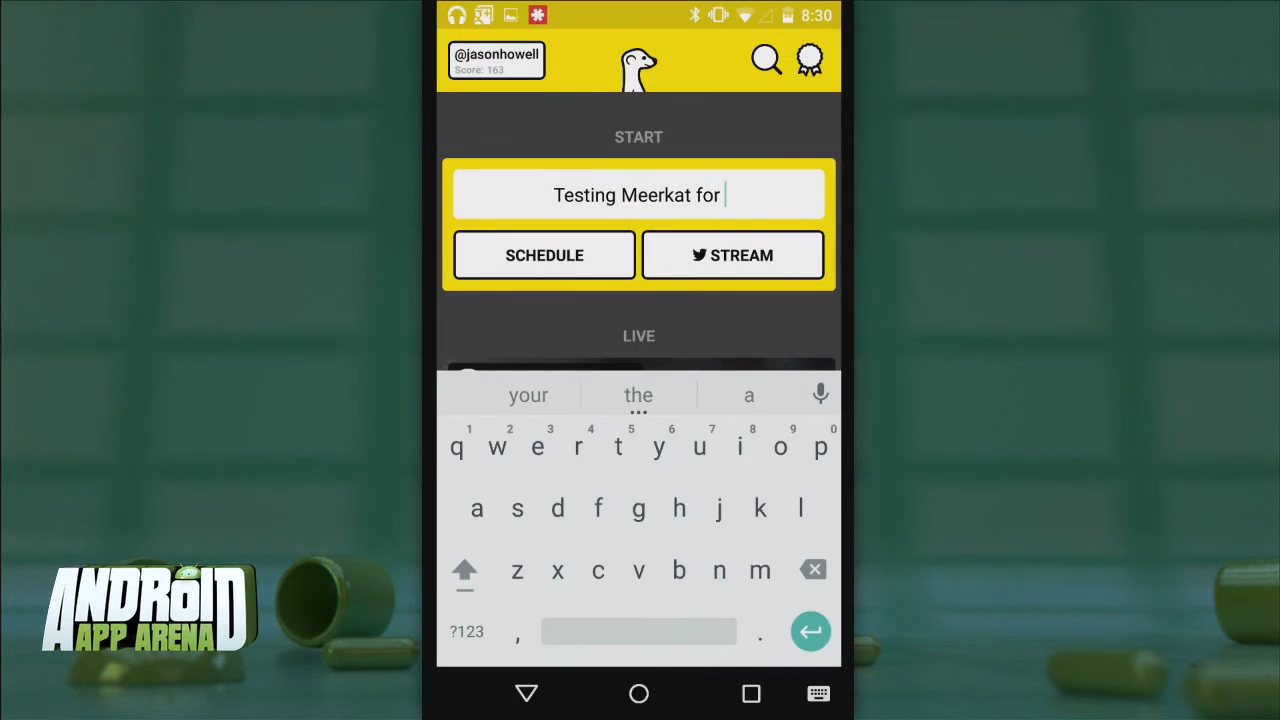 8:30
@jasonhowell
Score: 163
START
Testing Meerkat for
SCHEDULE
STREAM
LIVE
your the a
1 2 3 4 5 6 7 8 9 0
q w e r t y u i o p
a s d f g h j k l
z x c v b n m
?123 , .
ANDROID
APP ARENA